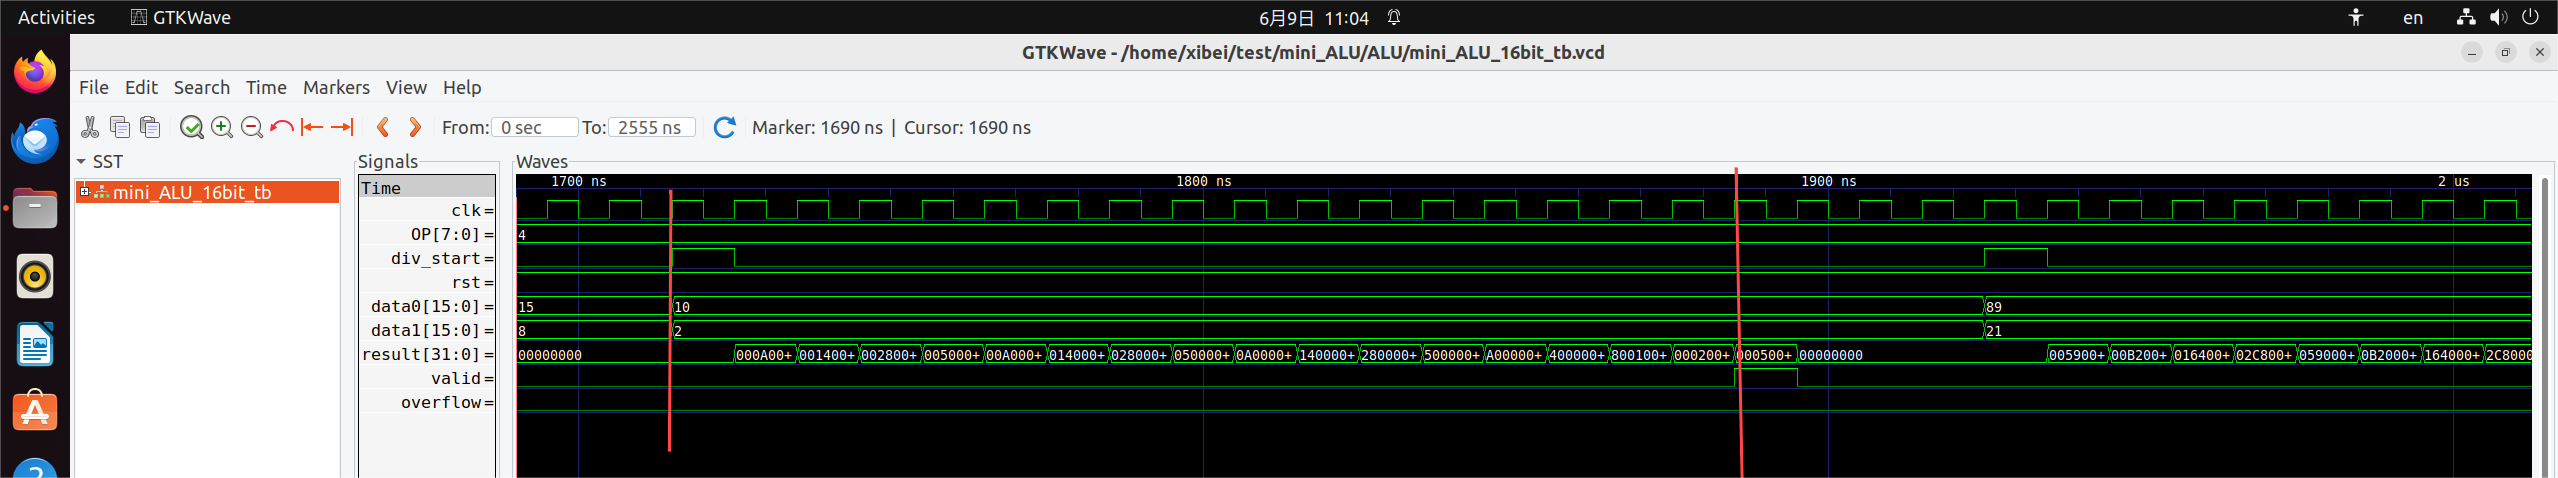 Activities GTKWave 6月9日 11:04 en
GTKWave - /home/xibei/test/mini_ALU/ALU/mini_ALU_16bit_tb.vcd
File Edit Search Time Markers View Help
From: 0 sec To: 2555 ns Marker: 1690 ns | Cursor: 1690 ns
SST Signals Waves
mini_ALU_16bit_tb
Time 1700 ns 1800 ns 1900 ns 2 us
clk=
OP[7:0]= 4
div_start=
rst=
data0[15:0]= 15 10 89
data1[15:0]= 8 2 21
result[31:0]= 00000000 000A00+ 001400+ 002800+ 005000+ 00A000+ 014000+ 028000+ 050000+ 0A0000+ 140000+ 280000+ 500000+ A00000+ 400000+ 800100+ 000200+ 000500+ 00000000 005900+ 00B200+ 016400+ 02C800+ 059000+ 0B2000+ 164000+ 2C8000
valid=
overflow=